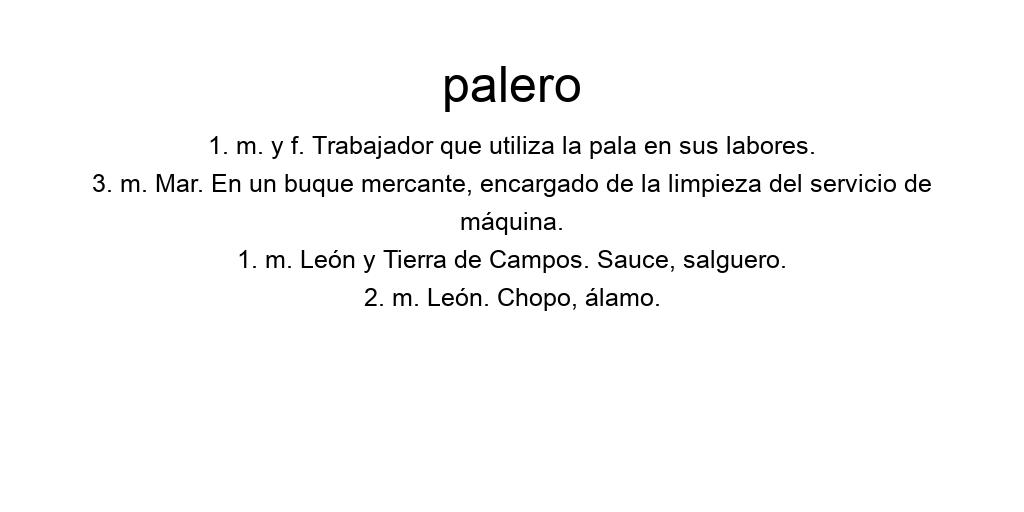 palero
1. m. y f. Trabajador que utiliza la pala en sus labores.
3. m. Mar. En un buque mercante, encargado de la limpieza del servicio de
máquina.
1. m. León y Tierra de Campos. Sauce, salguero.
2. m. León. Chopo, álamo.